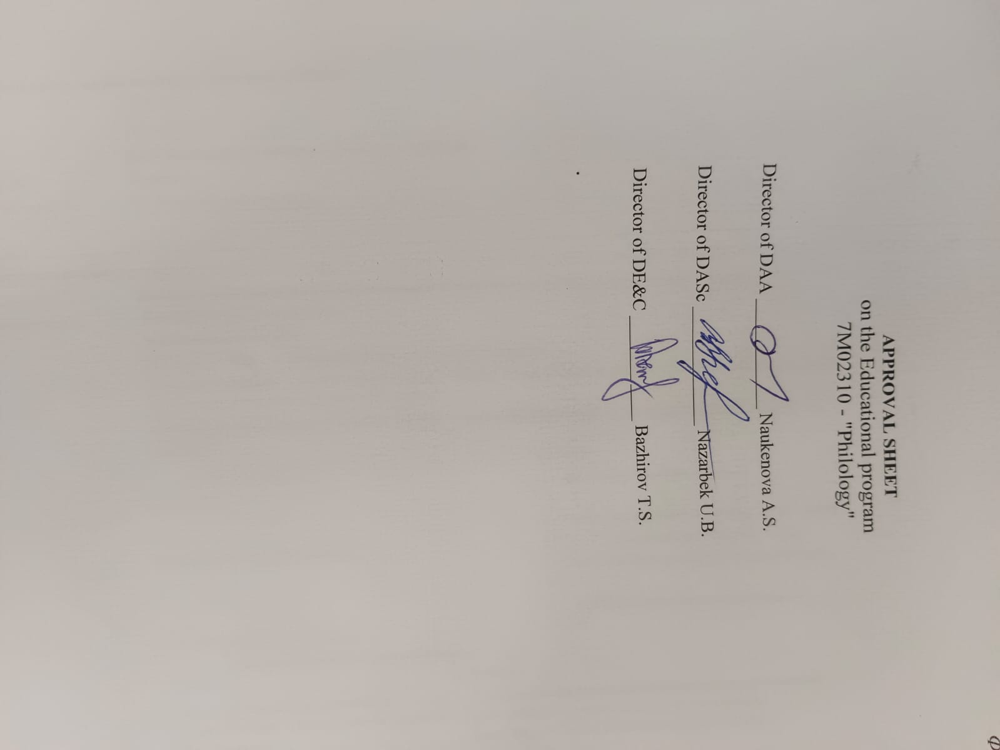 APPROVAL SHEET
on the Educational program
7M02310 - "Philology"
Director of DAA Naukenova A.S.
Director of DASc Nazarbek U.B.
Director of DE&C Bazhirov T.S.